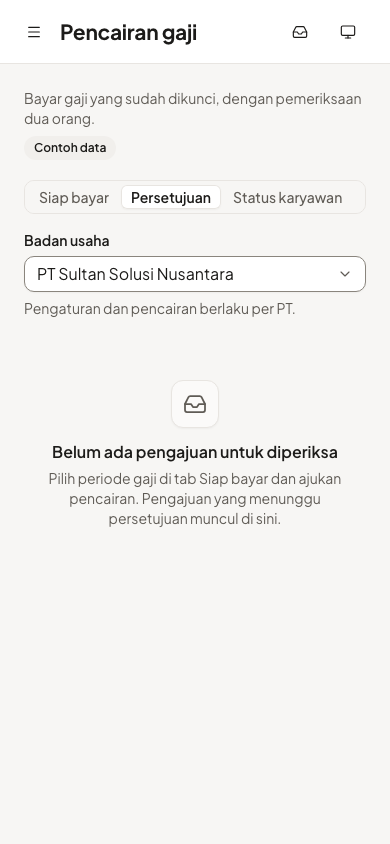 Pencairan gaji
Bayar gaji yang sudah dikunci, dengan pemeriksaan
dua orang.
Contoh data
Siap bayar
Persetujuan
Status karyawan
Badan usaha
PT Sultan Solusi Nusantara
Pengaturan dan pencairan berlaku per PT.
Belum ada pengajuan untuk diperiksa
Pilih periode gaji di tab Siap bayar dan ajukan
pencairan. Pengajuan yang menunggu
persetujuan muncul di sini.